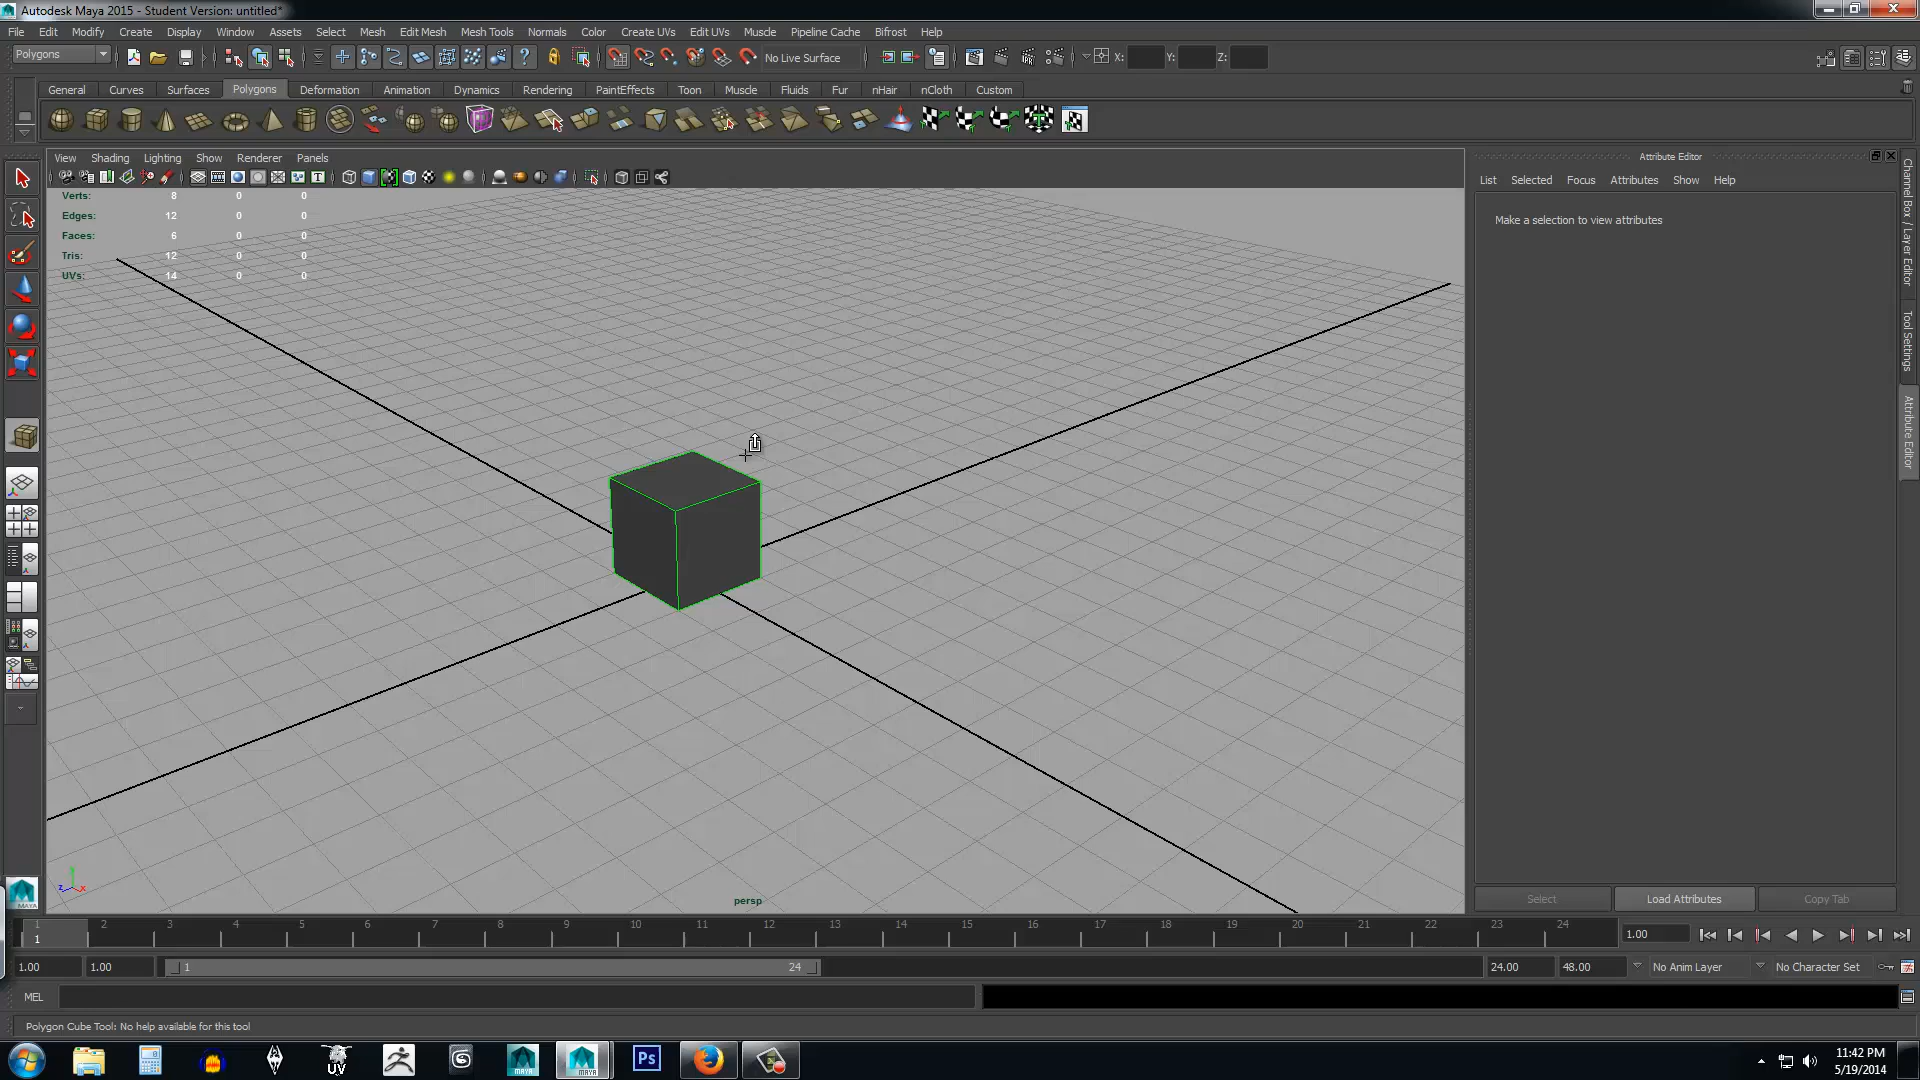 Autodesk Maya 2015 - Student Version: untitled*
File Edit Modify Create Display Window Assets Select Mesh Edit Mesh Mesh Tools Normals Color Create UVs Edit UVs Muscle Pipeline Cache Bifrost Help
Polygons No Live Surface X: Y: Z:
General Curves Surfaces Polygons Deformation Animation Dynamics Rendering PaintEffects Toon Muscle Fluids Fur nHair nCloth Custom
View Shading Lighting Show Renderer Panels
Verts: 8 0 0
Edges: 12 0 0
Faces: 6 0 0
Tris: 12 0 0
UVs: 14 0 0
persp
Attribute Editor
List Selected Focus Attributes Show Help
Make a selection to view attributes
Select Load Attributes Copy Tab
Channel Box / Layer Editor
Tool Settings
Attribute Editor
MAYA
1 2 3 4 5 6 7 8 9 10 11 12 13 14 15 16 17 18 19 20 21 22 23 24
1 1.00
1.00 1.00 1 24 24.00 48.00 No Anim Layer No Character Set
MEL
Polygon Cube Tool: No help available for this tool
UV MAYA MAYA Ps
11:42 PM
5/19/2014